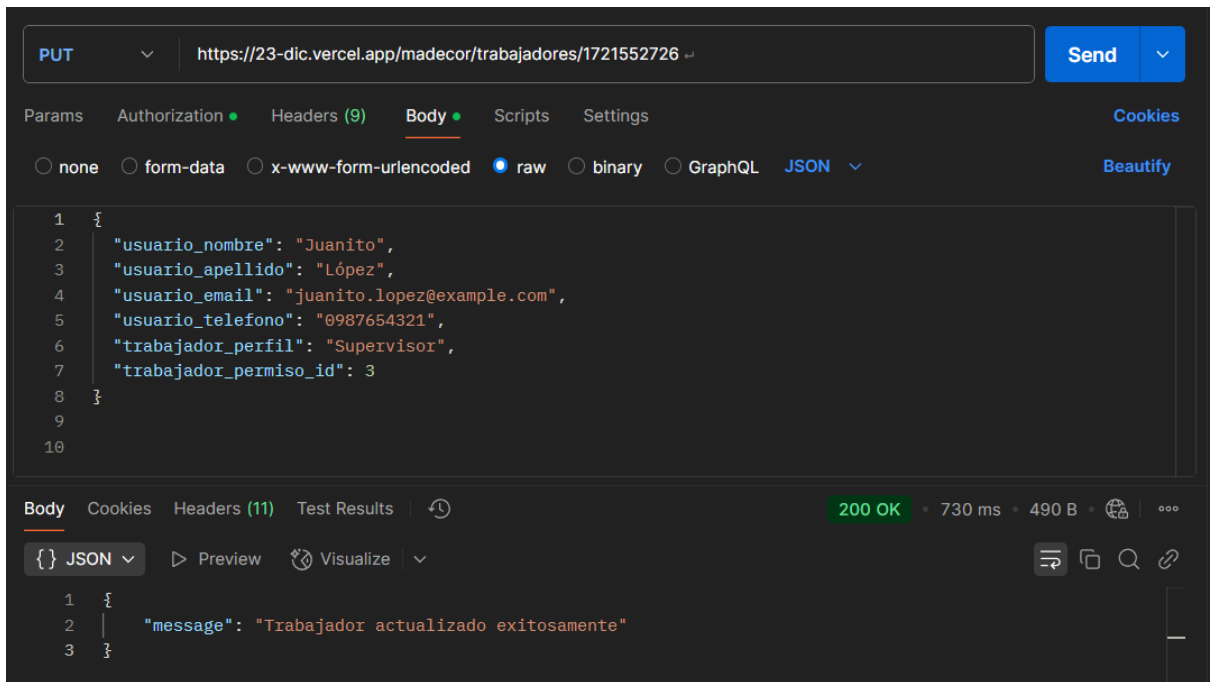 PUT https://23-dic.vercel.app/madecor/trabajadores/1721552726 ↵ Send
Params Authorization Headers (9) Body Scripts Settings Cookies
none form-data x-www-form-urlencoded raw binary GraphQL JSON Beautify
1 {
2 "usuario_nombre": "Juanito",
3 "usuario_apellido": "López",
4 "usuario_email": "juanito.lopez@example.com",
5 "usuario_telefono": "0987654321",
6 "trabajador_perfil": "Supervisor",
7 "trabajador_permiso_id": 3
8 }
9
10
Body Cookies Headers (11) Test Results 200 OK • 730 ms • 490 B
{} JSON Preview Visualize
1 {
2 "message": "Trabajador actualizado exitosamente"
3 }